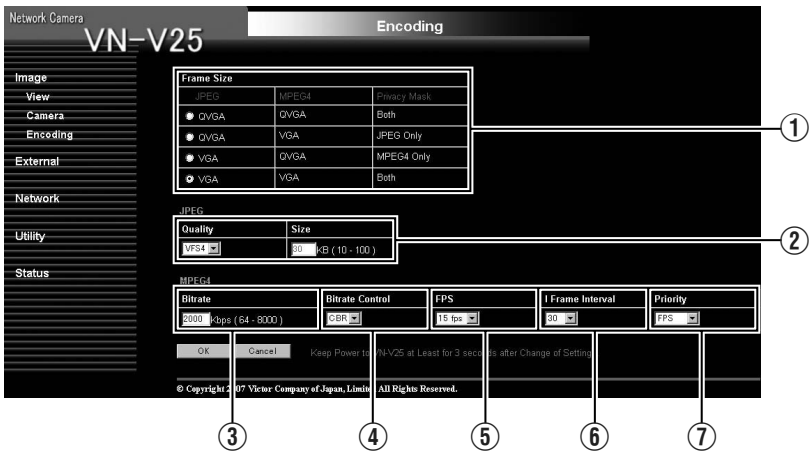 Network Camera
VN-V25
Encoding
Image
View
Camera
Encoding
External
Network
Utility
Status
Frame Size
JPEG MPEG4 Privacy Mask
QVGA QVGA Both
QVGA VGA JPEG Only
VGA QVGA MPEG4 Only
VGA VGA Both
①
JPEG
Quality Size
VFS4 30 KB ( 10 - 100 )
②
MPEG4
Bitrate Bitrate Control FPS I Frame Interval Priority
2000 Kbps ( 64 - 8000 ) CBR 15 fps 30 FPS
OK Cancel Keep Power to VN-V25 at Least for 3 seconds after Change of Setting
© Copyright 2007 Victor Company of Japan, Limited All Rights Reserved.
③ ④ ⑤ ⑥ ⑦